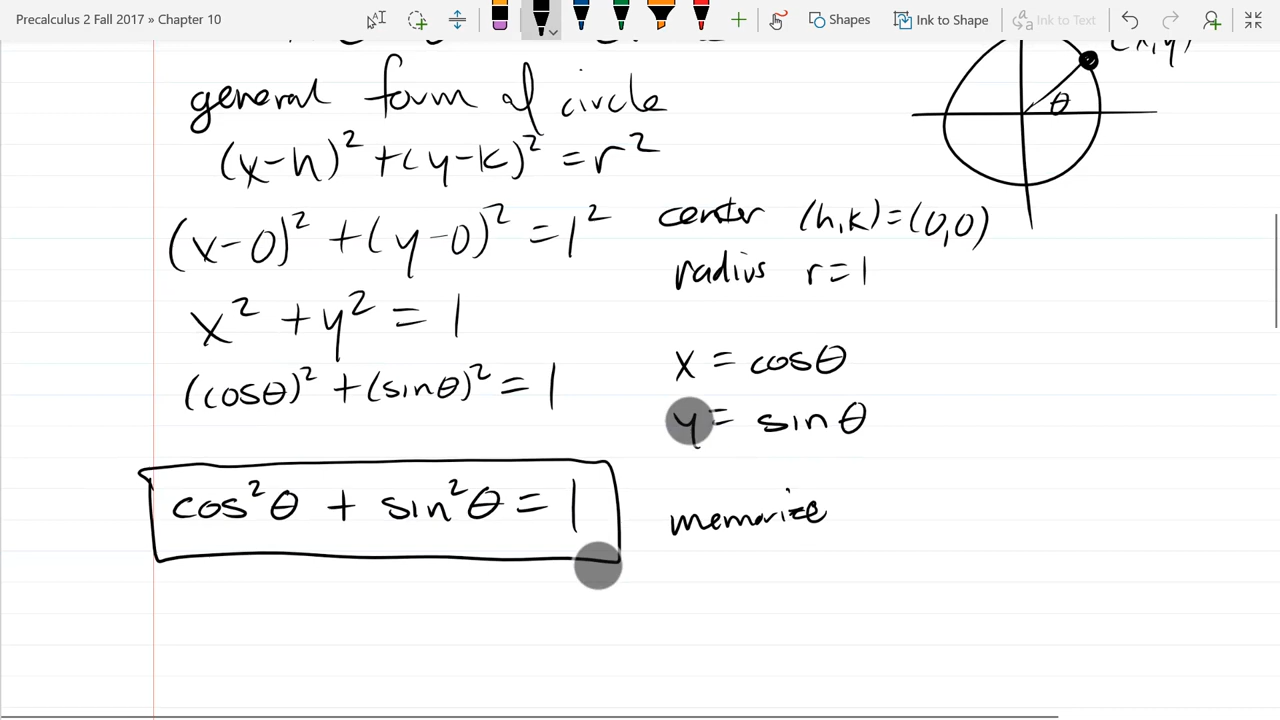 Precalculus 2 Fall 2017 » Chapter 10
Shapes
Ink to Shape
Ink to Text
(x,y)
θ
general form of circle
(x-h)² + (y-k)² = r²
(x-0)² + (y-0)² = 1²
center (h,k) = (0,0)
radius r = 1
x² + y² = 1
x = cosθ
(cosθ)² + (sinθ)² = 1
y = sinθ
cos²θ + sin²θ = 1
memorize